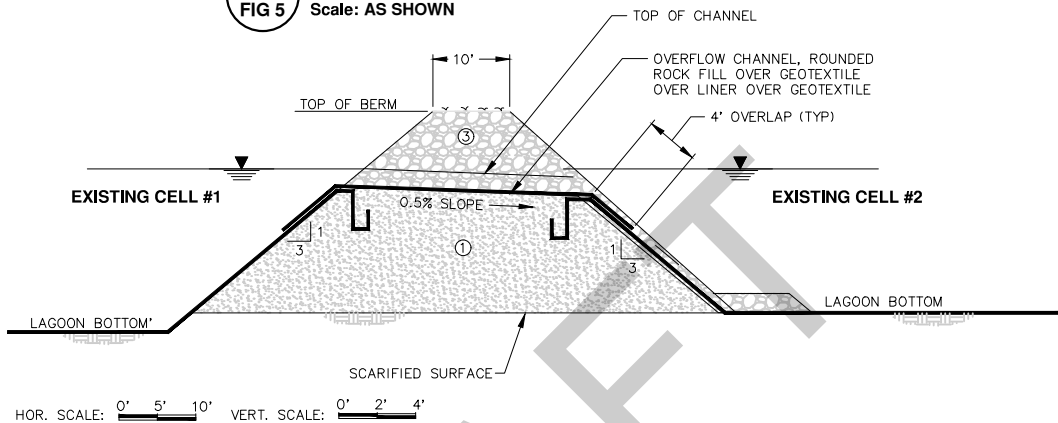 FIG 5
Scale: AS SHOWN
TOP OF CHANNEL
10'
OVERFLOW CHANNEL, ROUNDED
ROCK FILL OVER GEOTEXTILE
OVER LINER OVER GEOTEXTILE
TOP OF BERM
4' OVERLAP (TYP)
3
EXISTING CELL #1
EXISTING CELL #2
0.5% SLOPE
1
3
1
1
3
LAGOON BOTTOM'
LAGOON BOTTOM
SCARIFIED SURFACE
HOR. SCALE: 0' 5' 10' VERT. SCALE: 0' 2' 4'